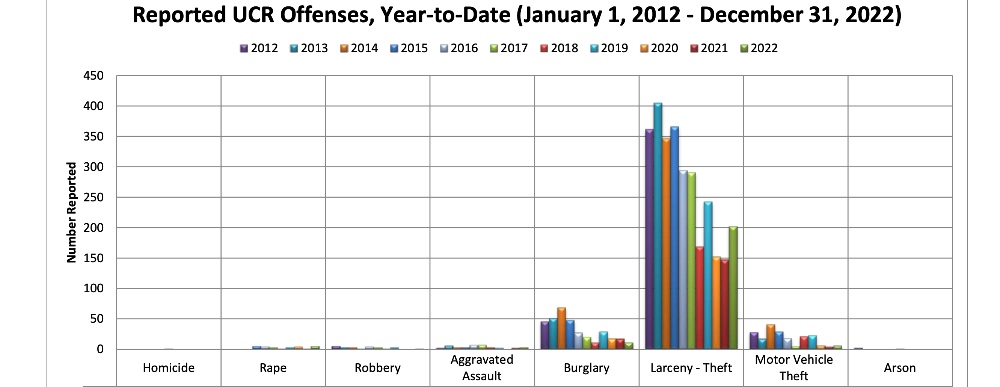 Reported UCR Offenses, Year-to-Date (January 1, 2012 - December 31, 2022)
2012 2013 2014 2015 2016 2017 2018 2019 2020 2021 2022
450
400
350
300
250
200
150
100
50
0
Number Reported
Homicide
Rape
Robbery
Aggravated
Assault
Burglary
Larceny - Theft
Motor Vehicle
Theft
Arson